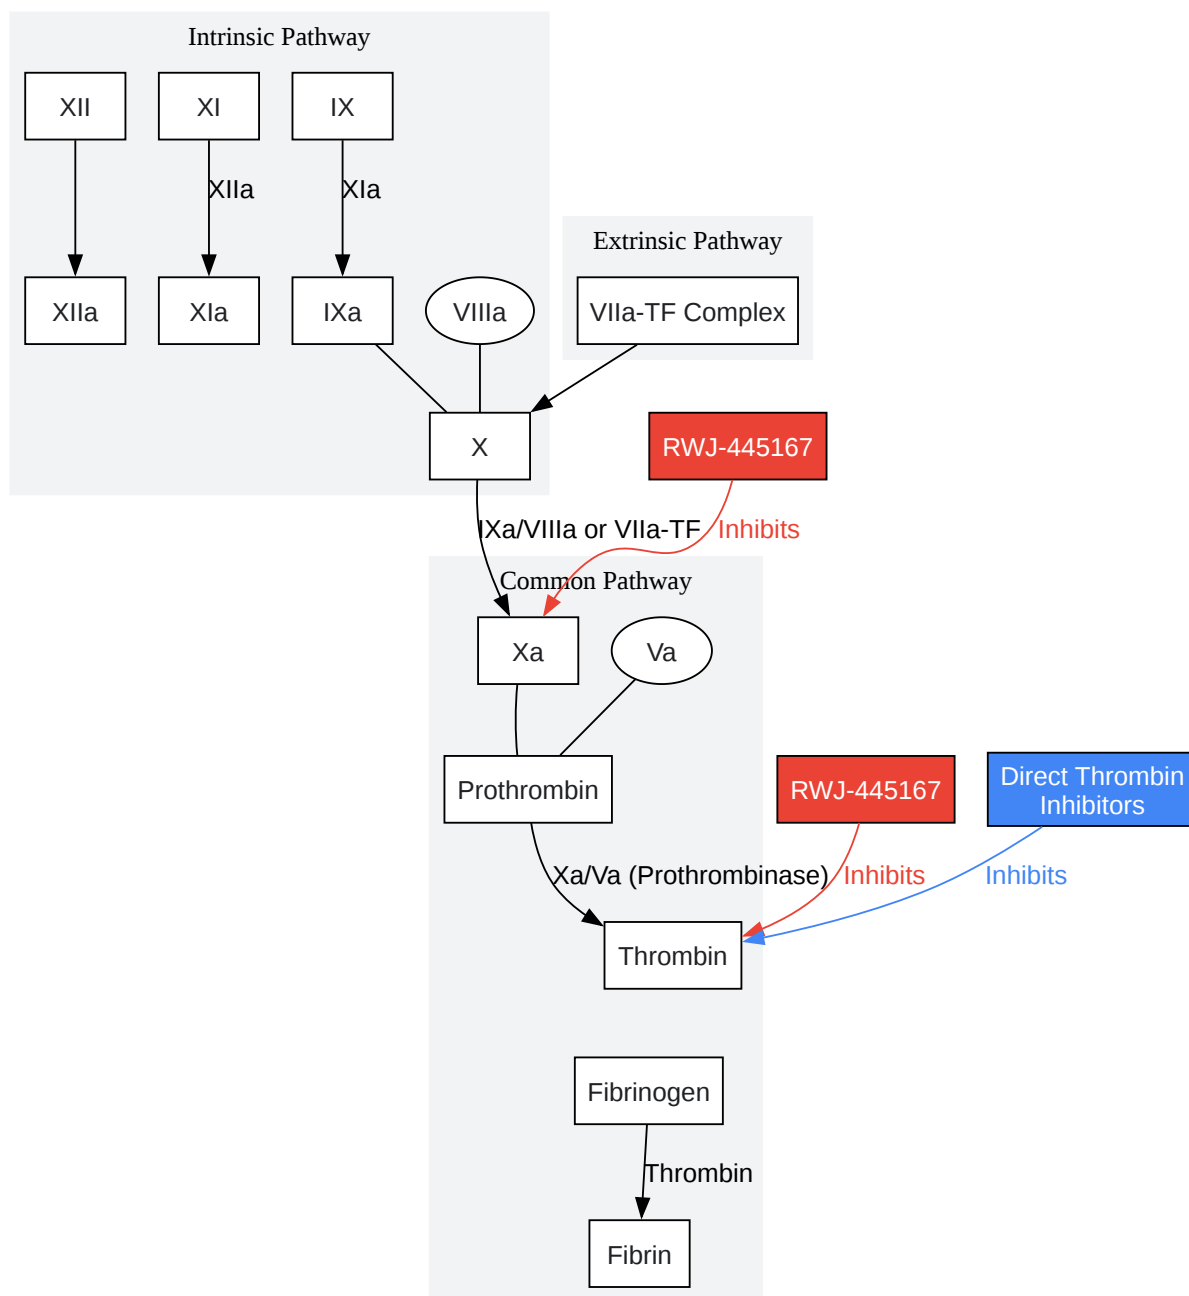 Intrinsic Pathway
XII
XI
IX
XIIa
XIa
Extrinsic Pathway
XIIa
XIa
IXa
VIIIa
VIIa-TF Complex
X
RWJ-445167
IXa/VIIIa or VIIa-TF
Inhibits
Common Pathway
Xa
Va
Prothrombin
RWJ-445167
Direct Thrombin
Inhibitors
Xa/Va (Prothrombinase)
Inhibits
Inhibits
Thrombin
Fibrinogen
Thrombin
Fibrin